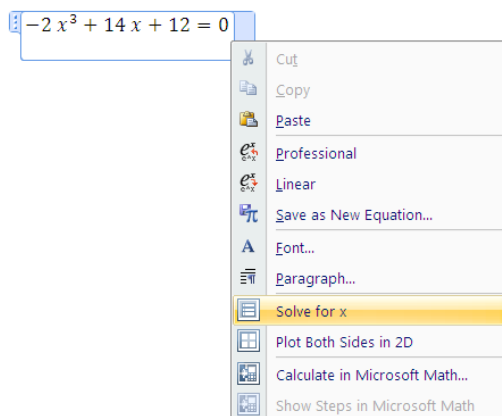 −2 x³ + 14 x + 12 = 0
Cut
Copy
Paste
Professional
Linear
Save as New Equation...
Font...
Paragraph...
Solve for x
Plot Both Sides in 2D
Calculate in Microsoft Math...
Show Steps in Microsoft Math